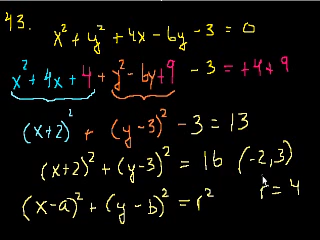 43. x² + y² + 4x - 6y - 3 = 0
x² + 4x + 4 + y² - 6y + 9 - 3 = +4+9
(x+2)² + (y-3)² - 3 = 13
(x+2)² + (y-3)² = 16 (-2,3)
r = 4
(x-a)² + (y-b)² = r²